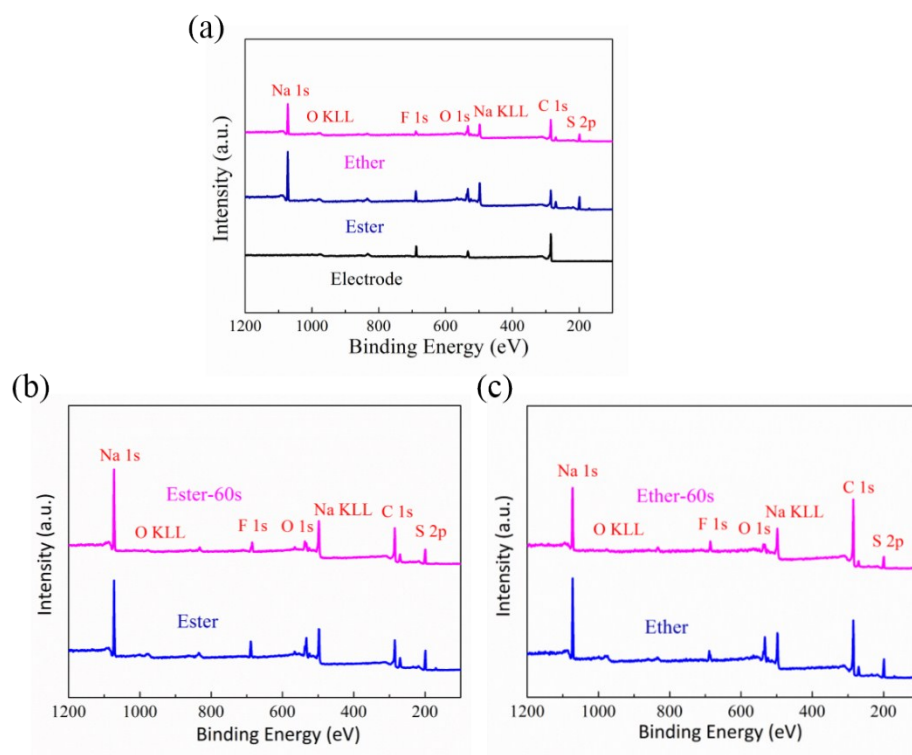 (a)
Na 1s
O KLL
F 1s
O 1s
Na KLL
C 1s
S 2p
Ether
Ester
Electrode
Intensity (a.u.)
1200 1000 800 600 400 200
Binding Energy (eV)
(b)
Na 1s
Ester-60s
O KLL
F 1s
O 1s
Na KLL
C 1s
S 2p
Ester
Intensity (a.u.)
1200 1000 800 600 400 200
Binding Energy (eV)
(c)
Na 1s
Ether-60s
O KLL
F 1s
O 1s
Na KLL
C 1s
S 2p
Ether
Intensity (a.u.)
1200 1000 800 600 400 200
Binding Energy (eV)